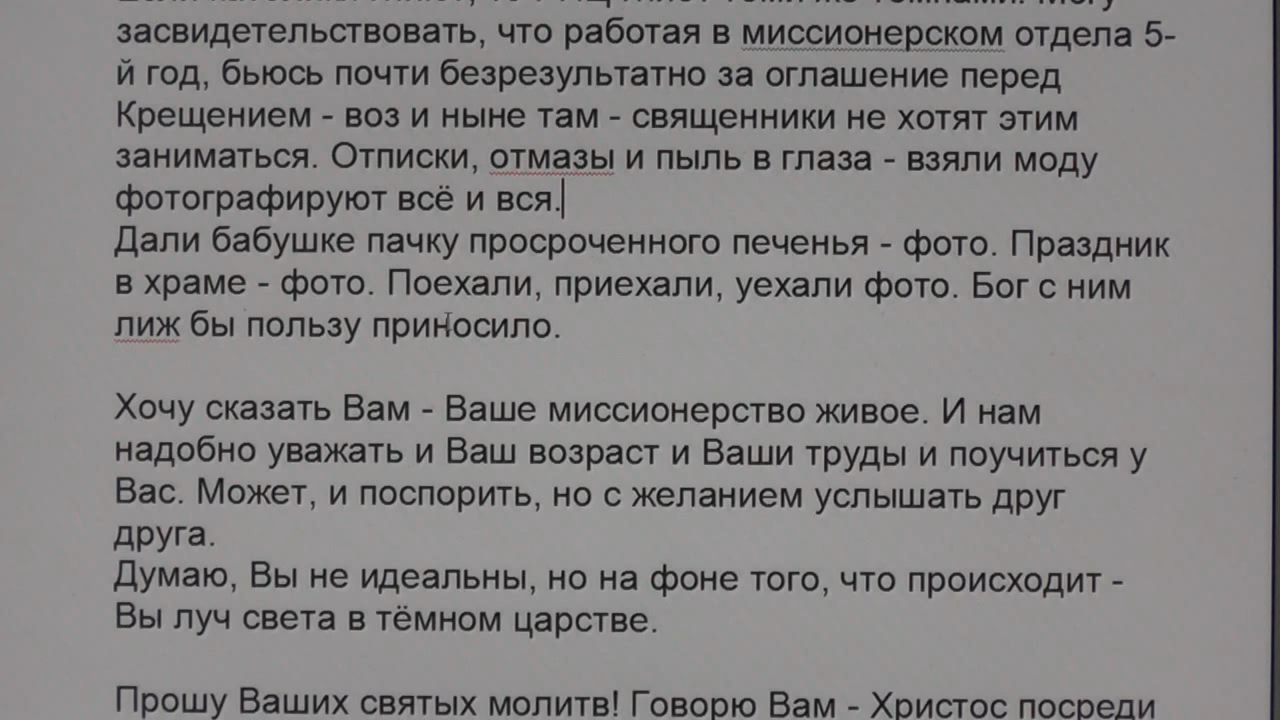 засвидетельствовать, что работая в миссионерском отдела 5-
й год, бьюсь почти безрезультатно за оглашение перед
Крещением - воз и ныне там - священники не хотят этим
заниматься. Отписки, отмазы и пыль в глаза - взяли моду
фотографируют всё и вся.
Дали бабушке пачку просроченного печенья - фото. Праздник
в храме - фото. Поехали, приехали, уехали фото. Бог с ним
лиж бы пользу приносило.
Хочу сказать Вам - Ваше миссионерство живое. И нам
надобно уважать и Ваш возраст и Ваши труды и поучиться у
Вас. Может, и поспорить, но с желанием услышать друг
друга.
Думаю, Вы не идеальны, но на фоне того, что происходит -
Вы луч света в тёмном царстве.
Прошу Ваших святых молитв! Говорю Вам - Христос посреди